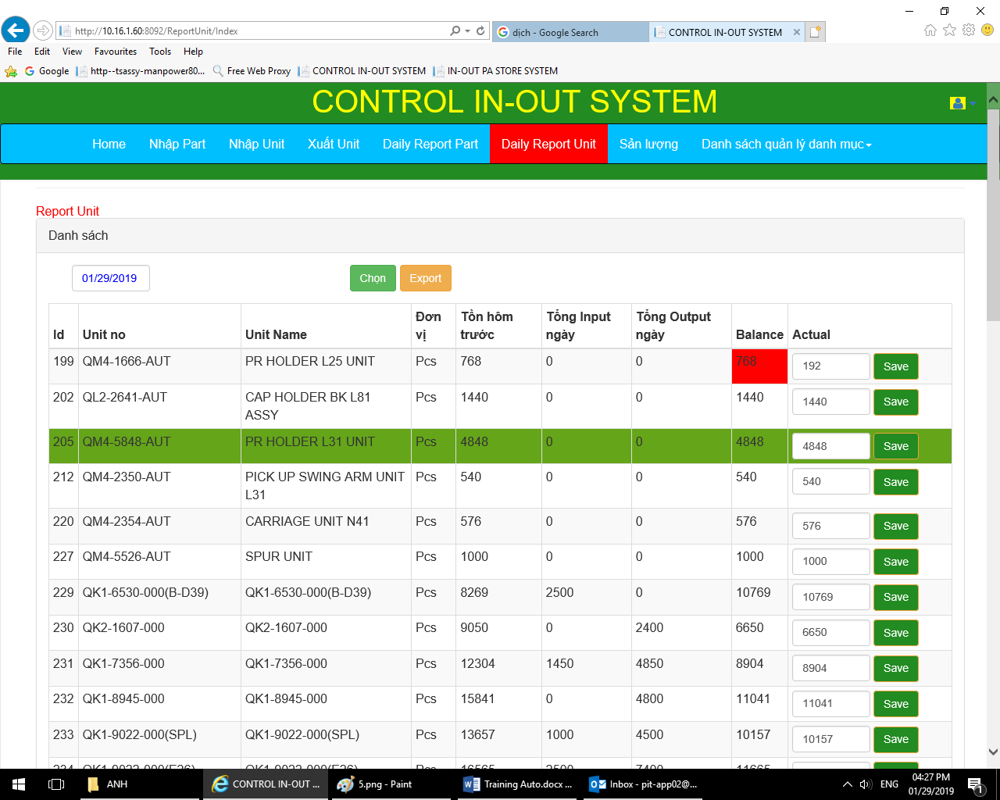 http://10.16.1.60:8092/ReportUnit/Index
dịch - Google Search
CONTROL IN-OUT SYSTEM
File Edit View Favourites Tools Help
Google http--tsassy-manpower80... Free Web Proxy CONTROL IN-OUT SYSTEM IN-OUT PA STORE SYSTEM
CONTROL IN-OUT SYSTEM
Home Nhập Part Nhập Unit Xuất Unit Daily Report Part Daily Report Unit Sản lượng Danh sách quản lý danh mục
Report Unit
Danh sách
01/29/2019 Chọn Export
Id Unit no Unit Name Đơn vị Tồn hôm trước Tổng Input ngày Tổng Output ngày Balance Actual
199 QM4-1666-AUT PR HOLDER L25 UNIT Pcs 768 0 0 768 192 Save
202 QL2-2641-AUT CAP HOLDER BK L81 ASSY Pcs 1440 0 0 1440 1440 Save
205 QM4-5848-AUT PR HOLDER L31 UNIT Pcs 4848 0 0 4848 4848 Save
212 QM4-2350-AUT PICK UP SWING ARM UNIT L31 Pcs 540 0 0 540 540 Save
220 QM4-2354-AUT CARRIAGE UNIT N41 Pcs 576 0 0 576 576 Save
227 QM4-5526-AUT SPUR UNIT Pcs 1000 0 0 1000 1000 Save
229 QK1-6530-000(B-D39) QK1-6530-000(B-D39) Pcs 8269 2500 0 10769 10769 Save
230 QK2-1607-000 QK2-1607-000 Pcs 9050 0 2400 6650 6650 Save
231 QK1-7356-000 QK1-7356-000 Pcs 12304 1450 4850 8904 8904 Save
232 QK1-8945-000 QK1-8945-000 Pcs 15841 0 4800 11041 11041 Save
233 QK1-9022-000(SPL) QK1-9022-000(SPL) Pcs 13657 1000 4500 10157 10157 Save
ANH CONTROL IN-OUT ... 5.png - Paint Training Auto.docx ... Inbox - pit-app02@... ENG 04:27 PM
01/29/2019 1